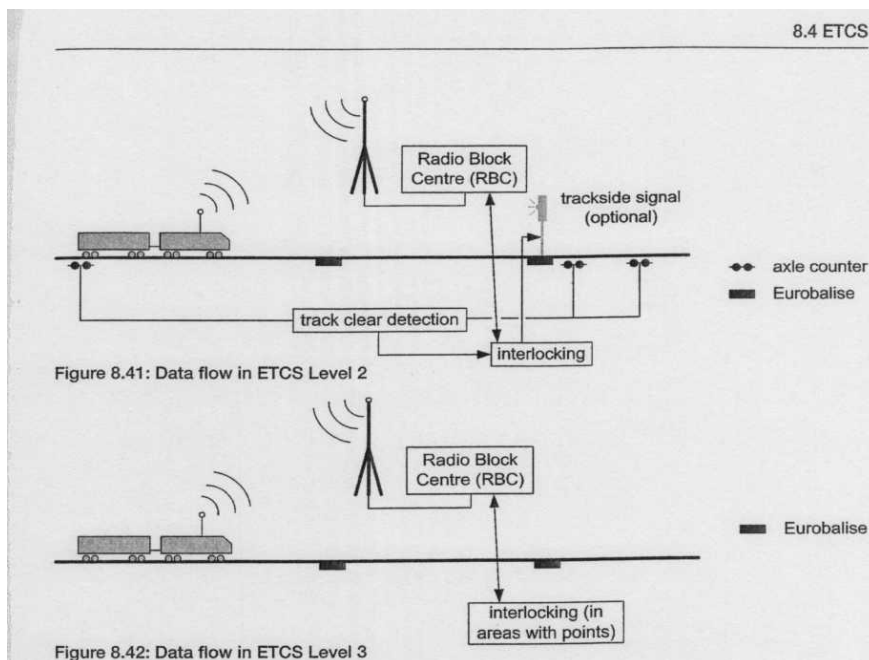 8.4 ETCS
Radio Block
Centre (RBC)
trackside signal
(optional)
axle counter
Eurobalise
track clear detection
interlocking
Figure 8.41: Data flow in ETCS Level 2
Radio Block
Centre (RBC)
Eurobalise
interlocking (in
areas with points)
Figure 8.42: Data flow in ETCS Level 3